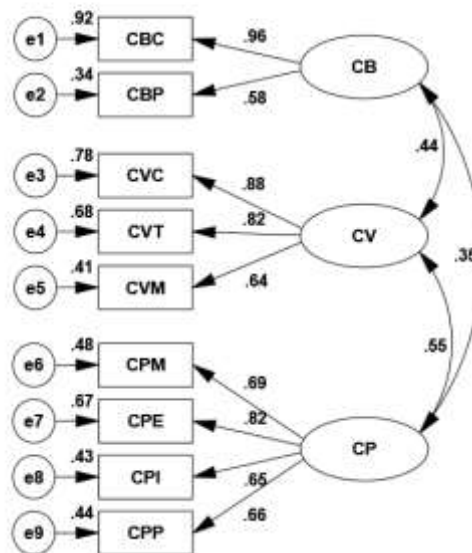 .92
e1 CBC .96 CB
.34
e2 CBP .58
.44
.78
e3 CVC .88
.68
e4 CVT .82 CV
.35
.41
e5 CVM .64
.48
e6 CPM .69 .55
.67
e7 CPE .82
.43
e8 CPI .65 CP
.44
e9 CPP .66